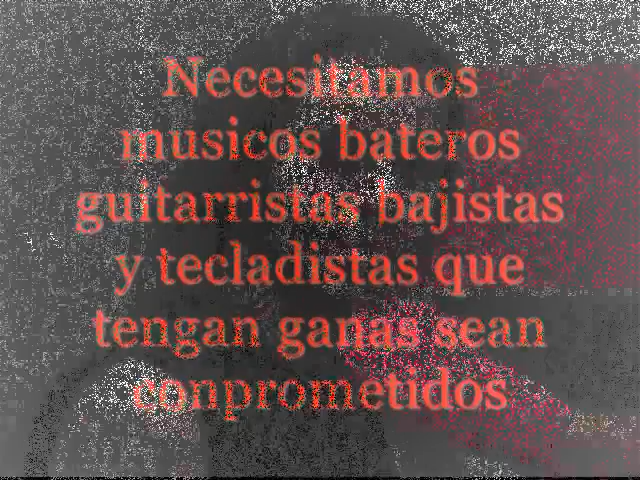 Necesitamos
musicos bateros
guitarristas bajistas
y tecladistas que
tengan ganas sean
conprometidos